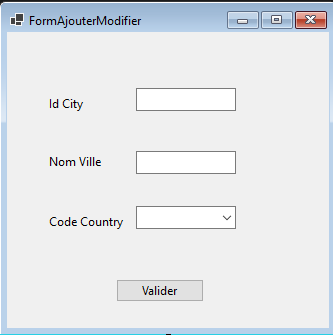 FormAjouterModifier
Id City
Nom Ville
Code Country
Valider